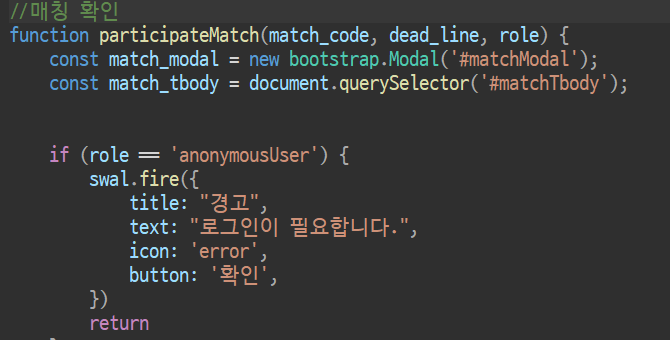 //매칭 확인
function participateMatch(match_code, dead_line, role) {
    const match_modal = new bootstrap.Modal('#matchModal');
    const match_tbody = document.querySelector('#matchTbody');
    if (role == 'anonymousUser') {
        swal.fire({
            title: "경고",
            text: "로그인이 필요합니다.",
            icon: 'error',
            button: '확인',
        })
        return